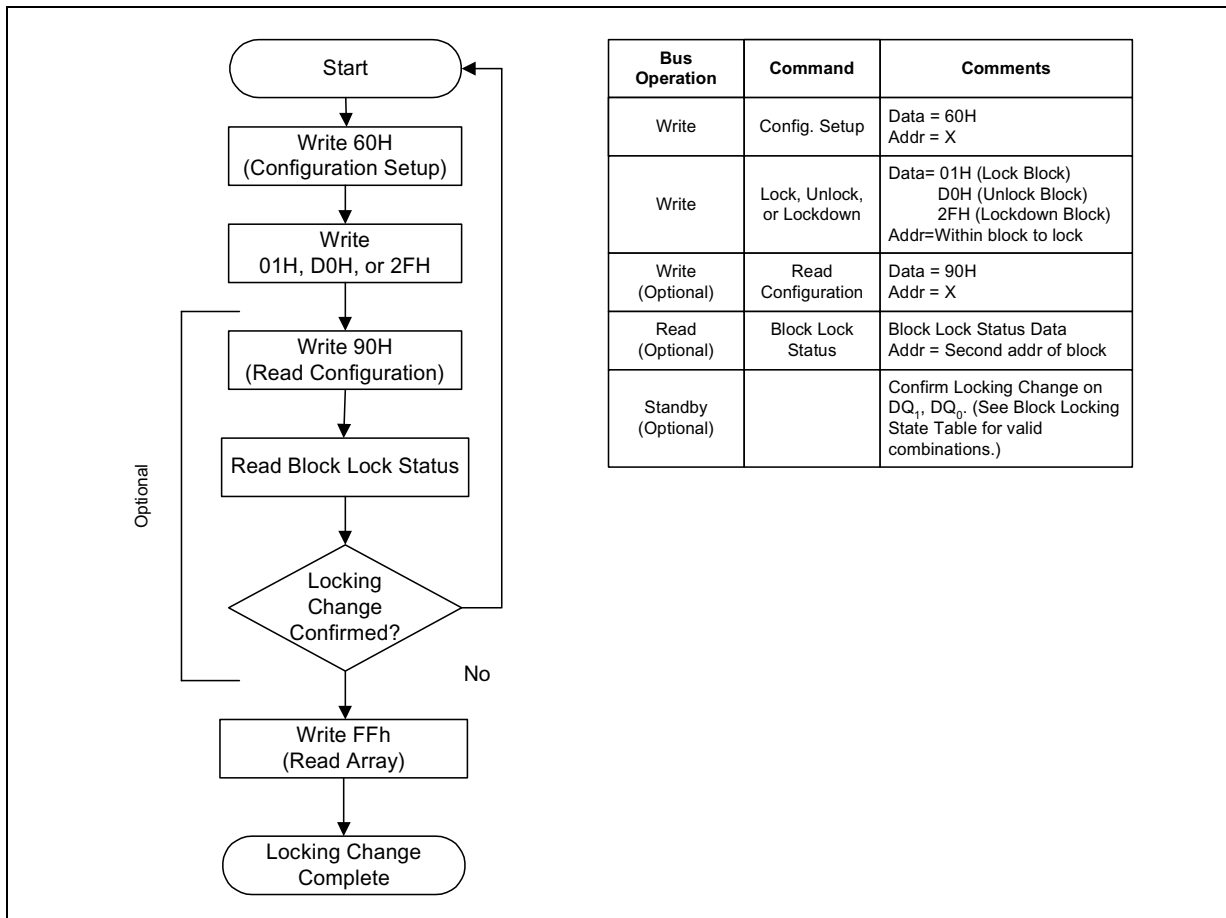 Start
Write 60H
(Configuration Setup)
Write
01H, D0H, or 2FH
Write 90H
(Read Configuration)
Read Block Lock Status
Optional
Locking
Change
Confirmed?
No
Write FFh
(Read Array)
Locking Change
Complete
Bus
Operation
Command
Comments
Write
Config. Setup
Data = 60H
Addr = X
Write
Lock, Unlock,
or Lockdown
Data= 01H (Lock Block)
D0H (Unlock Block)
2FH (Lockdown Block)
Addr=Within block to lock
Write
(Optional)
Read
Configuration
Data = 90H
Addr = X
Read
(Optional)
Block Lock
Status
Block Lock Status Data
Addr = Second addr of block
Standby
(Optional)
Confirm Locking Change on
DQ1, DQ0. (See Block Locking
State Table for valid
combinations.)